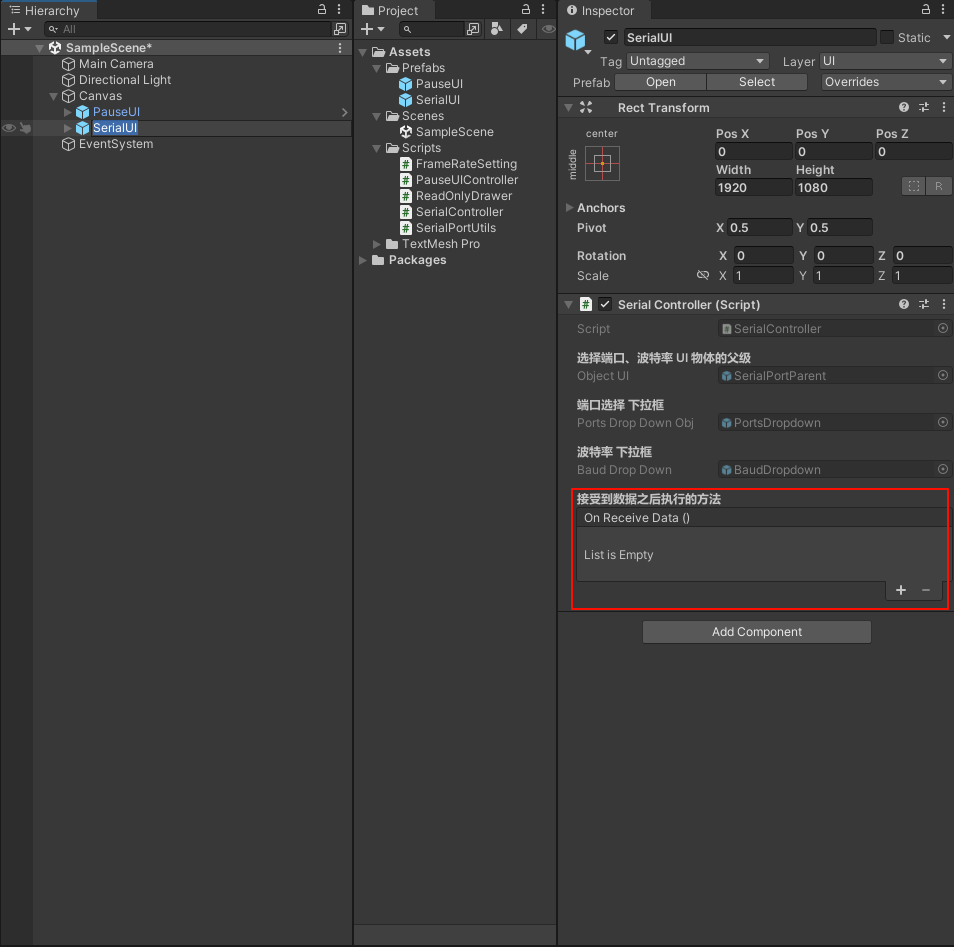 Hierarchy
All
SampleScene*
Main Camera
Directional Light
Canvas
PauseUI
SerialUI
EventSystem
Project
Assets
Prefabs
PauseUI
SerialUI
Scenes
SampleScene
Scripts
FrameRateSetting
PauseUIController
ReadOnlyDrawer
SerialController
SerialPortUtils
TextMesh Pro
Packages
Inspector
SerialUI
Static
Tag Untagged Layer UI
Prefab Open Select Overrides
Rect Transform
center
middle
Pos X Pos Y Pos Z
0 0 0
Width Height
1920 1080
R
Anchors
Pivot X 0.5 Y 0.5
Rotation X 0 Y 0 Z 0
Scale X 1 Y 1 Z 1
# Serial Controller (Script)
Script SerialController
选择端口、波特率 UI 物体的父级
Object UI SerialPortParent
端口选择 下拉框
Ports Drop Down Obj PortsDropdown
波特率 下拉框
Baud Drop Down BaudDropdown
接受到数据之后执行的方法
On Receive Data ()
List is Empty
+ −
Add Component